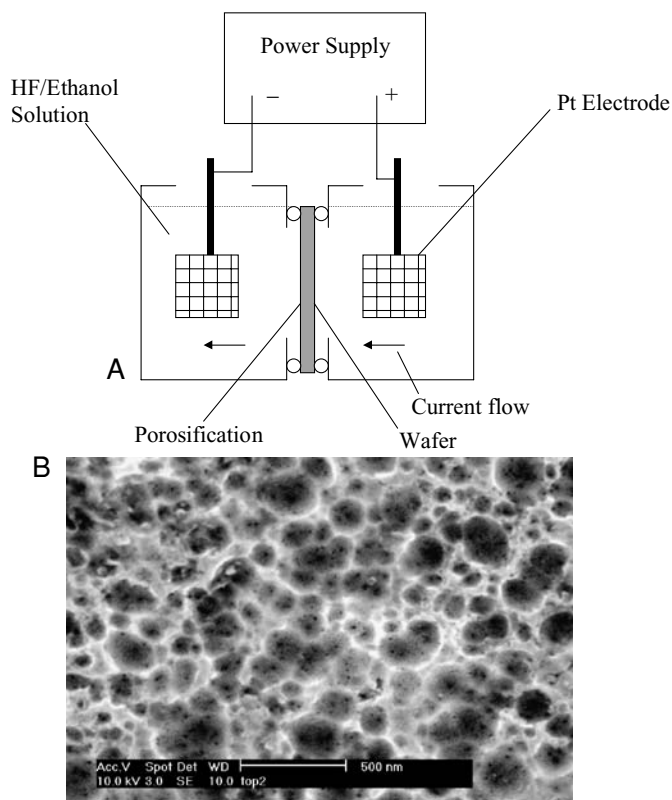 Power Supply
HF/Ethanol
Solution
− +
Pt Electrode
A
Current flow
Porosification
Wafer
B
Acc.V Spot Det WD 500 nm
10.0 kV 3.0 SE 10.0 top2